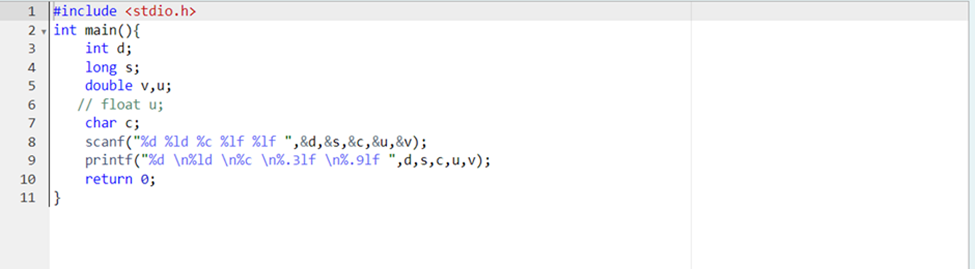 1 #include <stdio.h>
2 int main(){
3 int d;
4 long s;
5 double v,u;
6 // float u;
7 char c;
8 scanf("%d %ld %c %lf %lf ",&d,&s,&c,&u,&v);
9 printf("%d \n%ld \n%c \n%.3lf \n%.9lf ",d,s,c,u,v);
10 return 0;
11 }